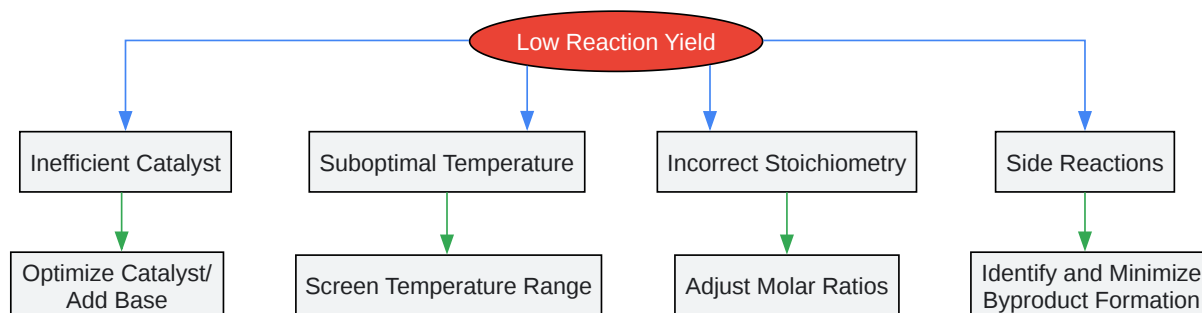 Low Reaction Yield
Inefficient Catalyst
Suboptimal Temperature
Incorrect Stoichiometry
Side Reactions
Optimize Catalyst/
Add Base
Screen Temperature Range
Adjust Molar Ratios
Identify and Minimize
Byproduct Formation